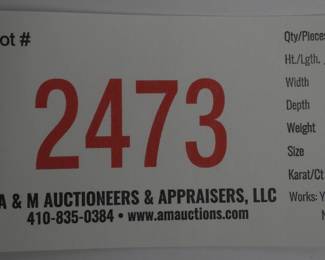 ot #
2473
A & M AUCTIONEERS & APPRAISERS, LLC
410-835-0384 • www.amauctions.com
Qty/Pieces
Ht./Lgth.
Width
Depth
Weight
Size
Karat/Ct
Works: Y
N